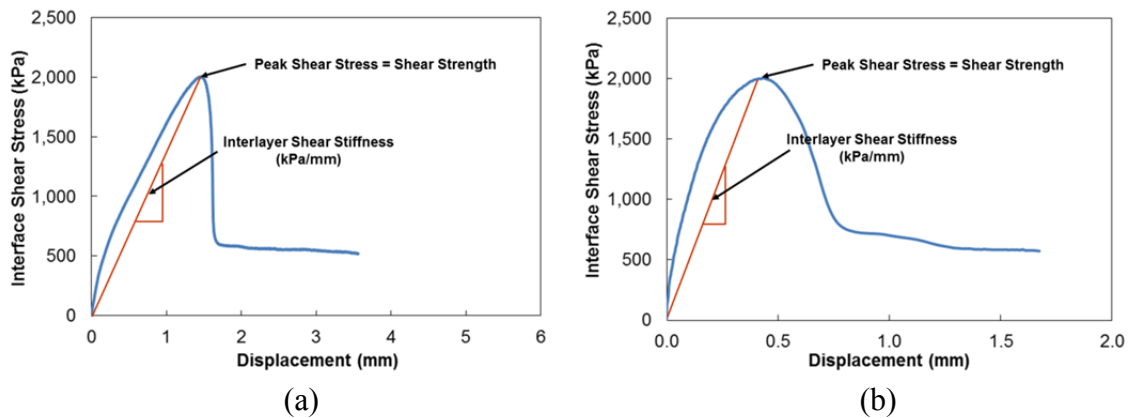 2,500
2,000
1,500
1,000
500
0
Interface Shear Stress (kPa)
Peak Shear Stress = Shear Strength
Interlayer Shear Stiffness
(kPa/mm)
0 1 2 3 4 5 6
Displacement (mm)
(a)
2,500
2,000
1,500
1,000
500
0
Interface Shear Stress (kPa)
Peak Shear Stress = Shear Strength
Interlayer Shear Stiffness
(kPa/mm)
0.0 0.5 1.0 1.5 2.0
Displacement (mm)
(b)